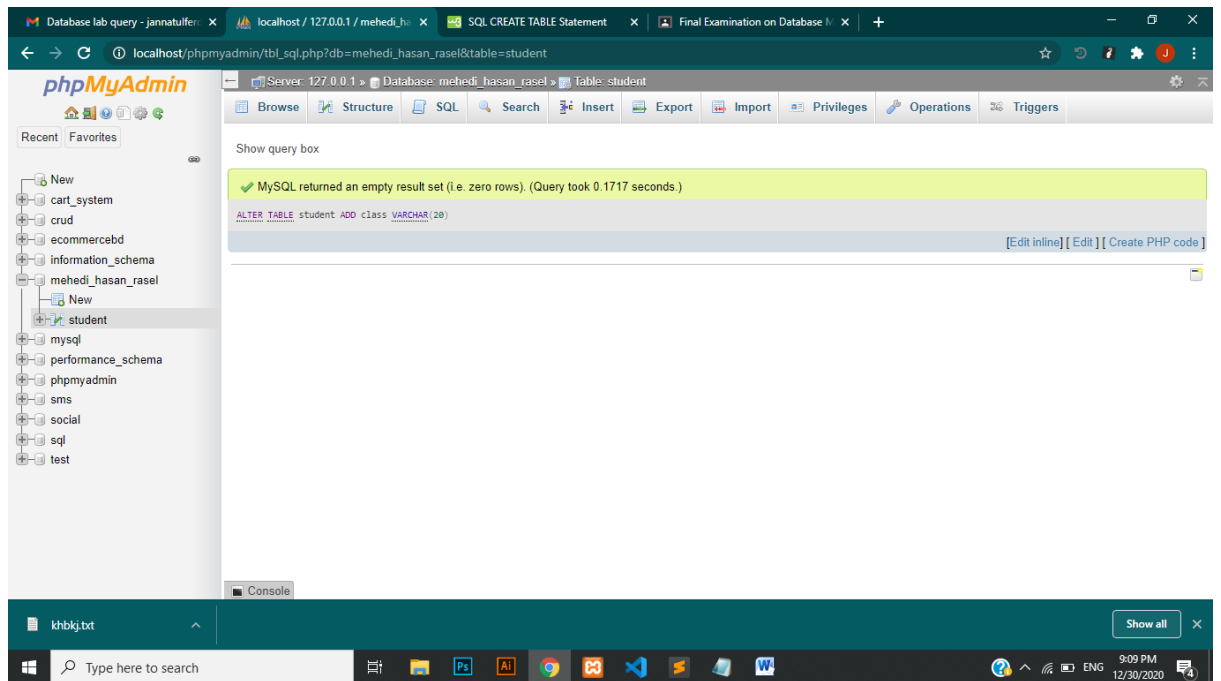 Database lab query - jannatulferc
localhost / 127.0.0.1 / mehedi_ha
SQL CREATE TABLE Statement
Final Examination on Database M
localhost/phpmyadmin/tbl_sql.php?db=mehedi_hasan_rasel&table=student
J
phpMyAdmin
Server: 127.0.0.1 » Database: mehedi_hasan_rasel » Table: student
Browse Structure SQL Search Insert Export Import Privileges Operations Triggers
Recent Favorites
Show query box
MySQL returned an empty result set (i.e. zero rows). (Query took 0.1717 seconds.)
ALTER TABLE student ADD class VARCHAR(20)
[Edit inline] [ Edit ] [ Create PHP code ]
New
cart_system
crud
ecommercebd
information_schema
mehedi_hasan_rasel
New
student
mysql
performance_schema
phpmyadmin
sms
social
sql
test
Console
khbkj.txt
Show all
Type here to search
Ps
Ai
W
ENG
9:09 PM
12/30/2020
4